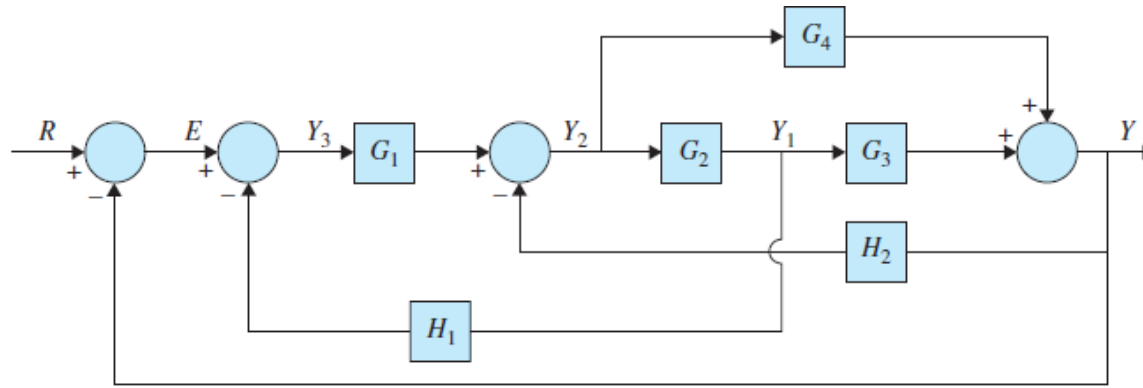 G₄
R E Y₃ G₁ Y₂ G₂ Y₁ G₃ Y
+ + + + +
− − −
H₂
H₁